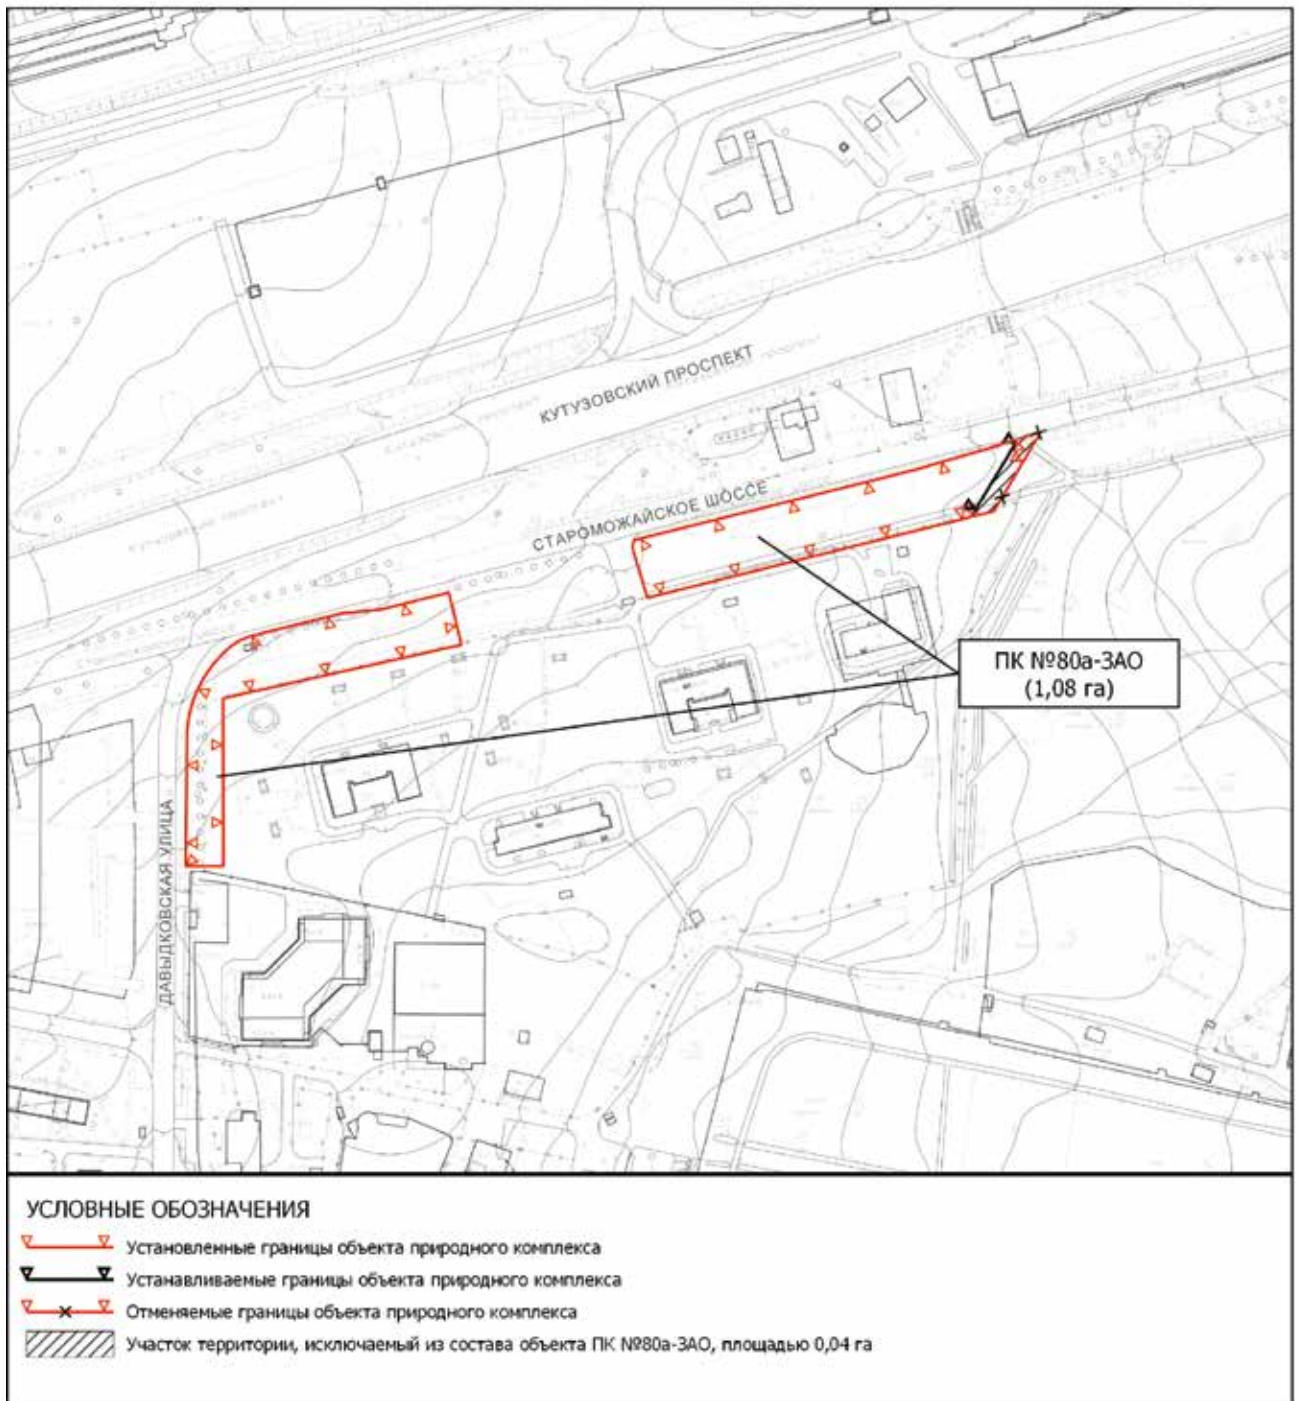 КУТУЗОВСКИЙ ПРОСПЕКТ
СТАРОМОЖАЙСКОЕ ШОССЕ
ПК №80а-ЗАО
(1,08 га)
ДАВЫДКОВСКАЯ УЛИЦА
УСЛОВНЫЕ ОБОЗНАЧЕНИЯ
Установленные границы объекта природного комплекса
Устанавливаемые границы объекта природного комплекса
Отменяемые границы объекта природного комплекса
Участок территории, исключаемый из состава объекта ПК №80а-ЗАО, площадью 0,04 га